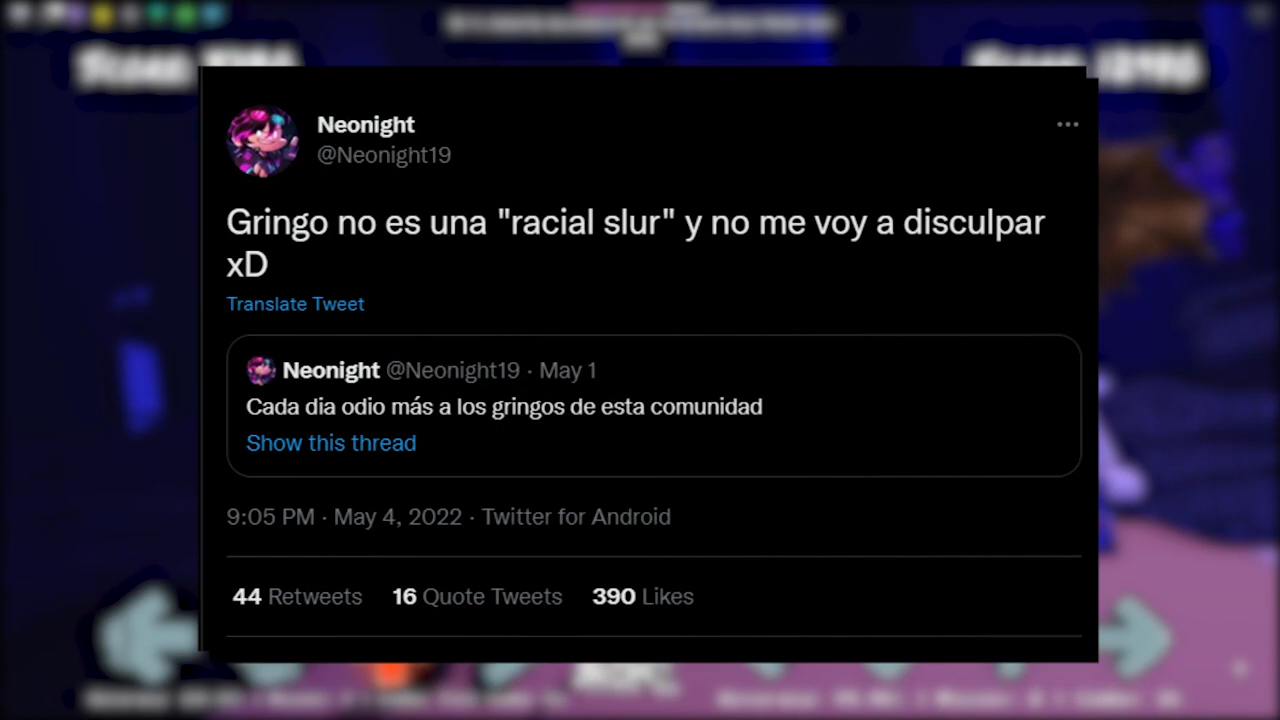 Neonight
@Neonight19
Gringo no es una "racial slur" y no me voy a disculpar
xD
Translate Tweet
Neonight @Neonight19 · May 1
Cada dia odio más a los gringos de esta comunidad
Show this thread
9:05 PM · May 4, 2022 · Twitter for Android
44 Retweets 16 Quote Tweets 390 Likes